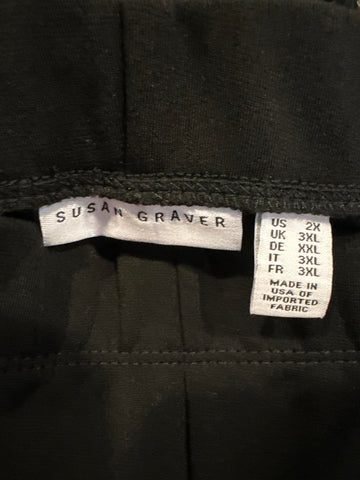 SUSAN GRAVER
US 2X
UK 3XL
DE XXL
IT 3XL
FR 3XL
MADE IN
USA OF
IMPORTED
FABRIC